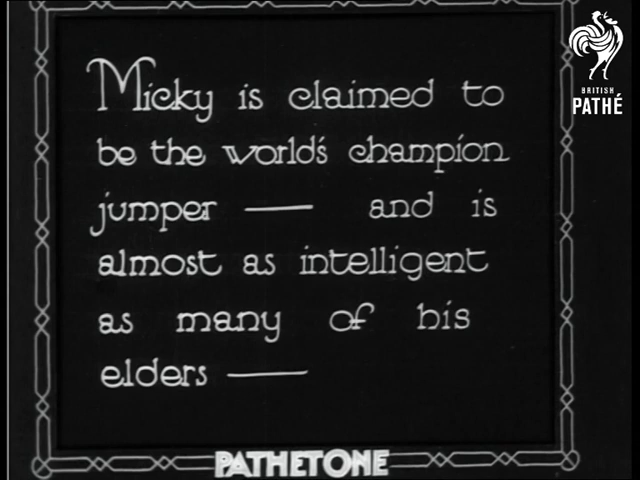 Micky is claimed to
be the world's champion
jumper — and is
almost as intelligent
as many of his
elders —
PATHETONE
BRITISH
PATHÉ